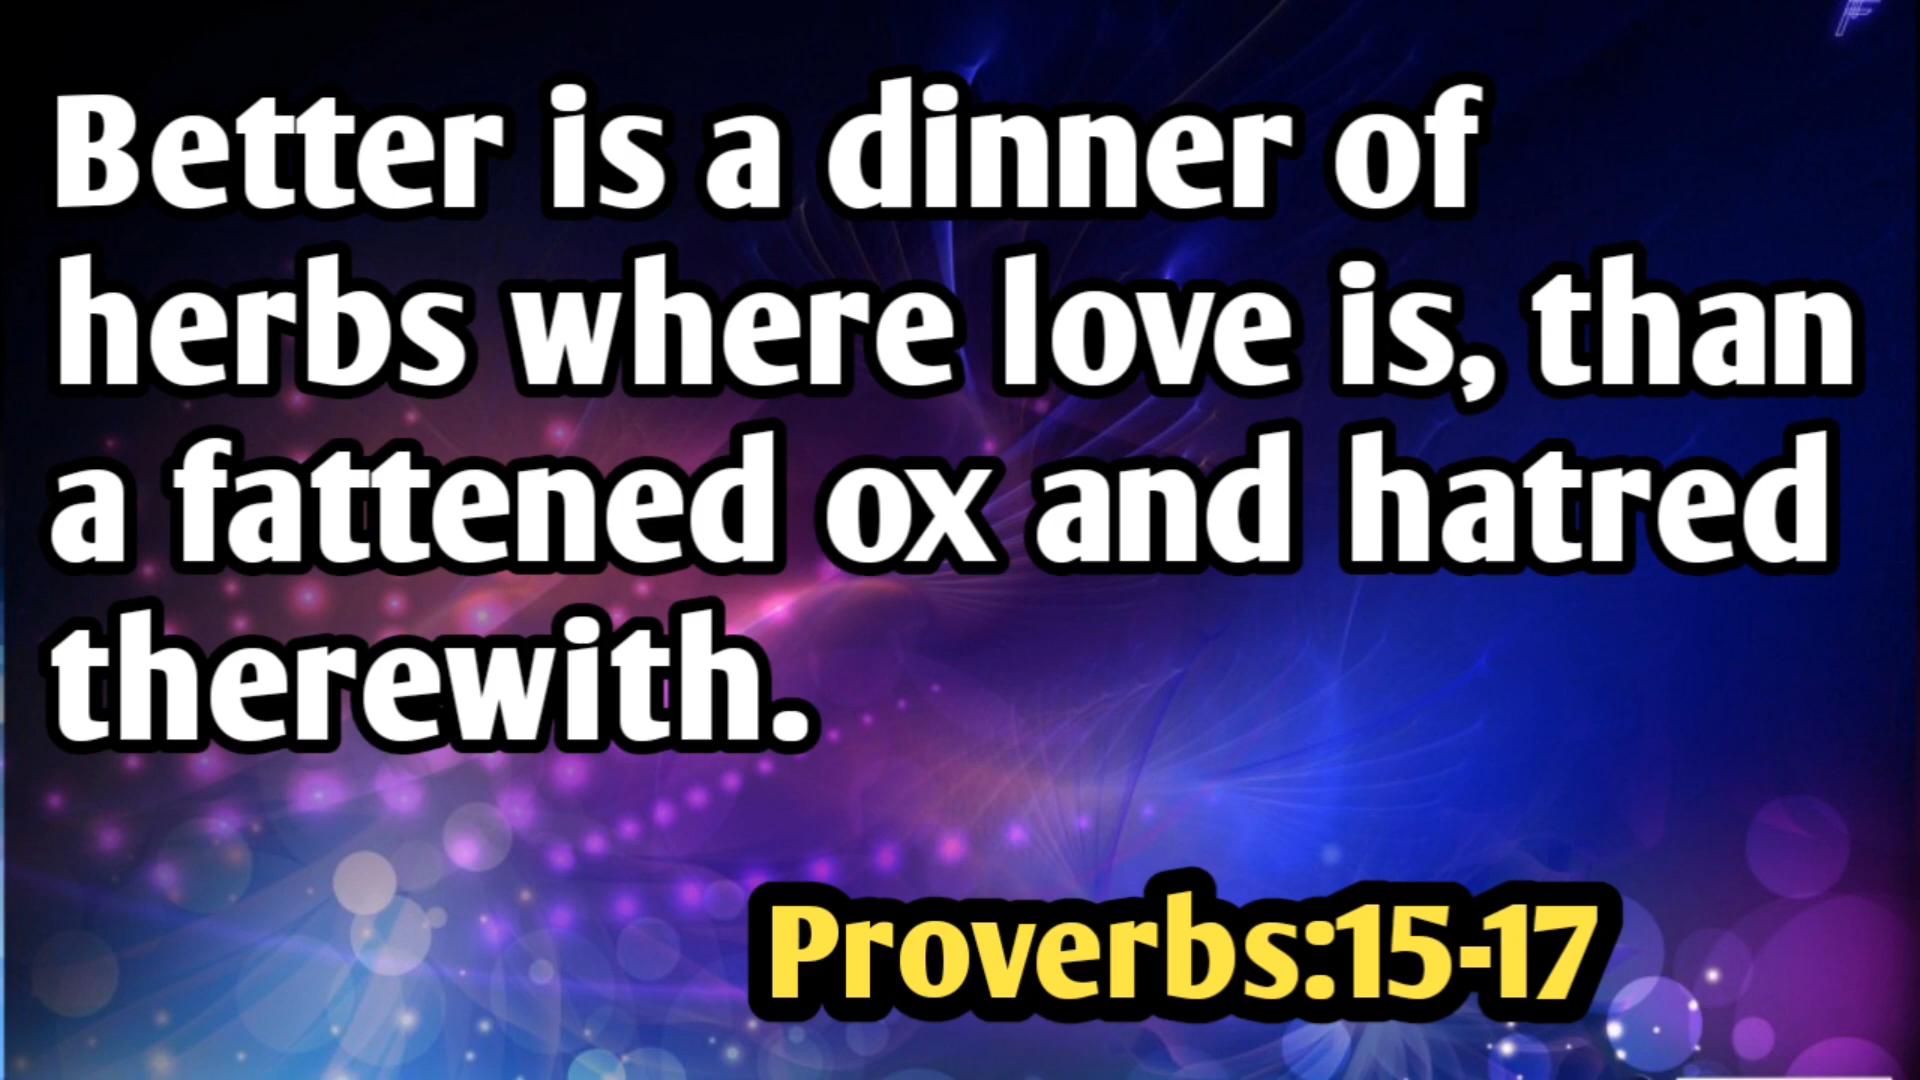 Better is a dinner of
herbs where love is, than
a fattened ox and hatred
therewith.
Proverbs:15-17